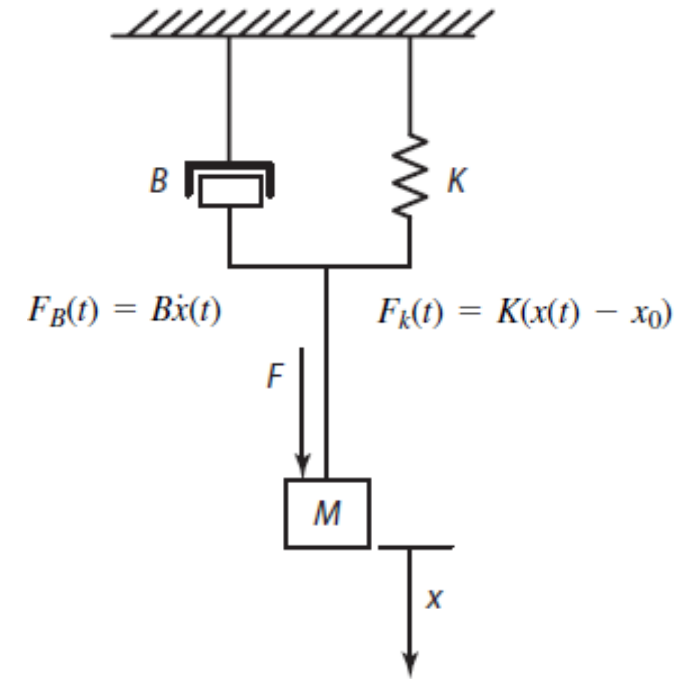 B
K
F_B(t) = Bẋ(t)
F_k(t) = K(x(t) − x_0)
F
M
x